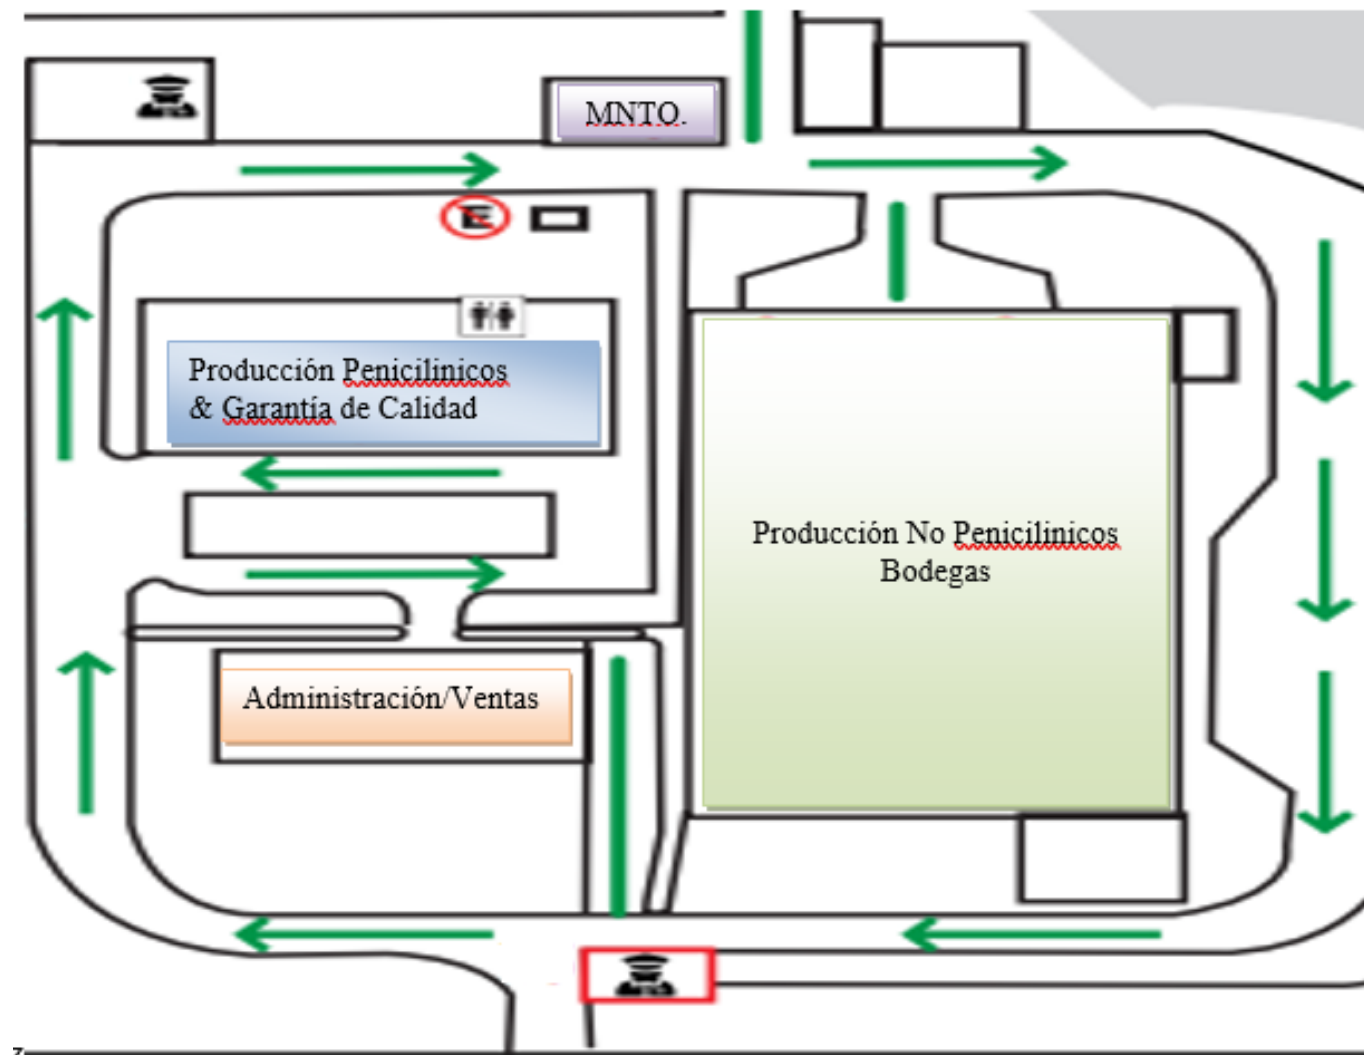 MNTO.
Producción Penicilinicos
& Garantía de Calidad
Producción No Penicilinicos
Bodegas
Administración/Ventas